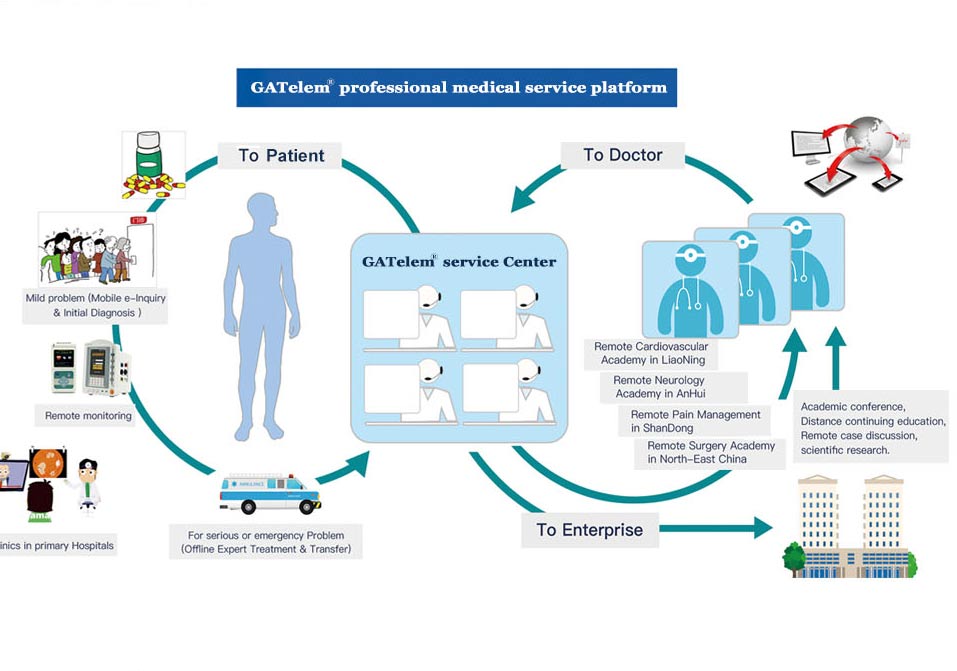 GATelem® professional medical service platform
To Patient
To Doctor
GATelem® service Center
Mild problem (Mobile e-Inquiry
& Initial Diagnosis )
Remote monitoring
inics in primary Hospitals
AMBULANCE
For serious or emergency Problem
(Offline Expert Treatment & Transfer)
Remote Cardiovascular
Academy in LiaoNing
Remote Neurology
Academy in AnHui
Remote Pain Management
in ShanDong
Remote Surgery Academy
in North-East China
Academic conference,
Distance continuing education,
Remote case discussion,
scientific research.
To Enterprise